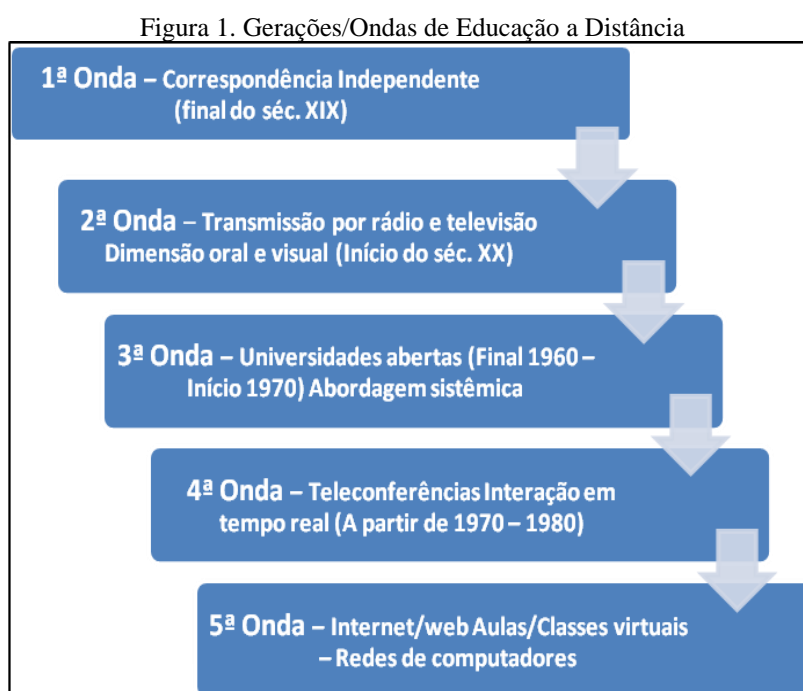 Figura 1. Gerações/Ondas de Educação a Distância
1ª Onda – Correspondência Independente
(final do séc. XIX)
2ª Onda – Transmissão por rádio e televisão
Dimensão oral e visual (Início do séc. XX)
3ª Onda – Universidades abertas (Final 1960 –
Início 1970) Abordagem sistêmica
4ª Onda – Teleconferências Interação em
tempo real (A partir de 1970 – 1980)
5ª Onda – Internet/web Aulas/Classes virtuais
– Redes de computadores